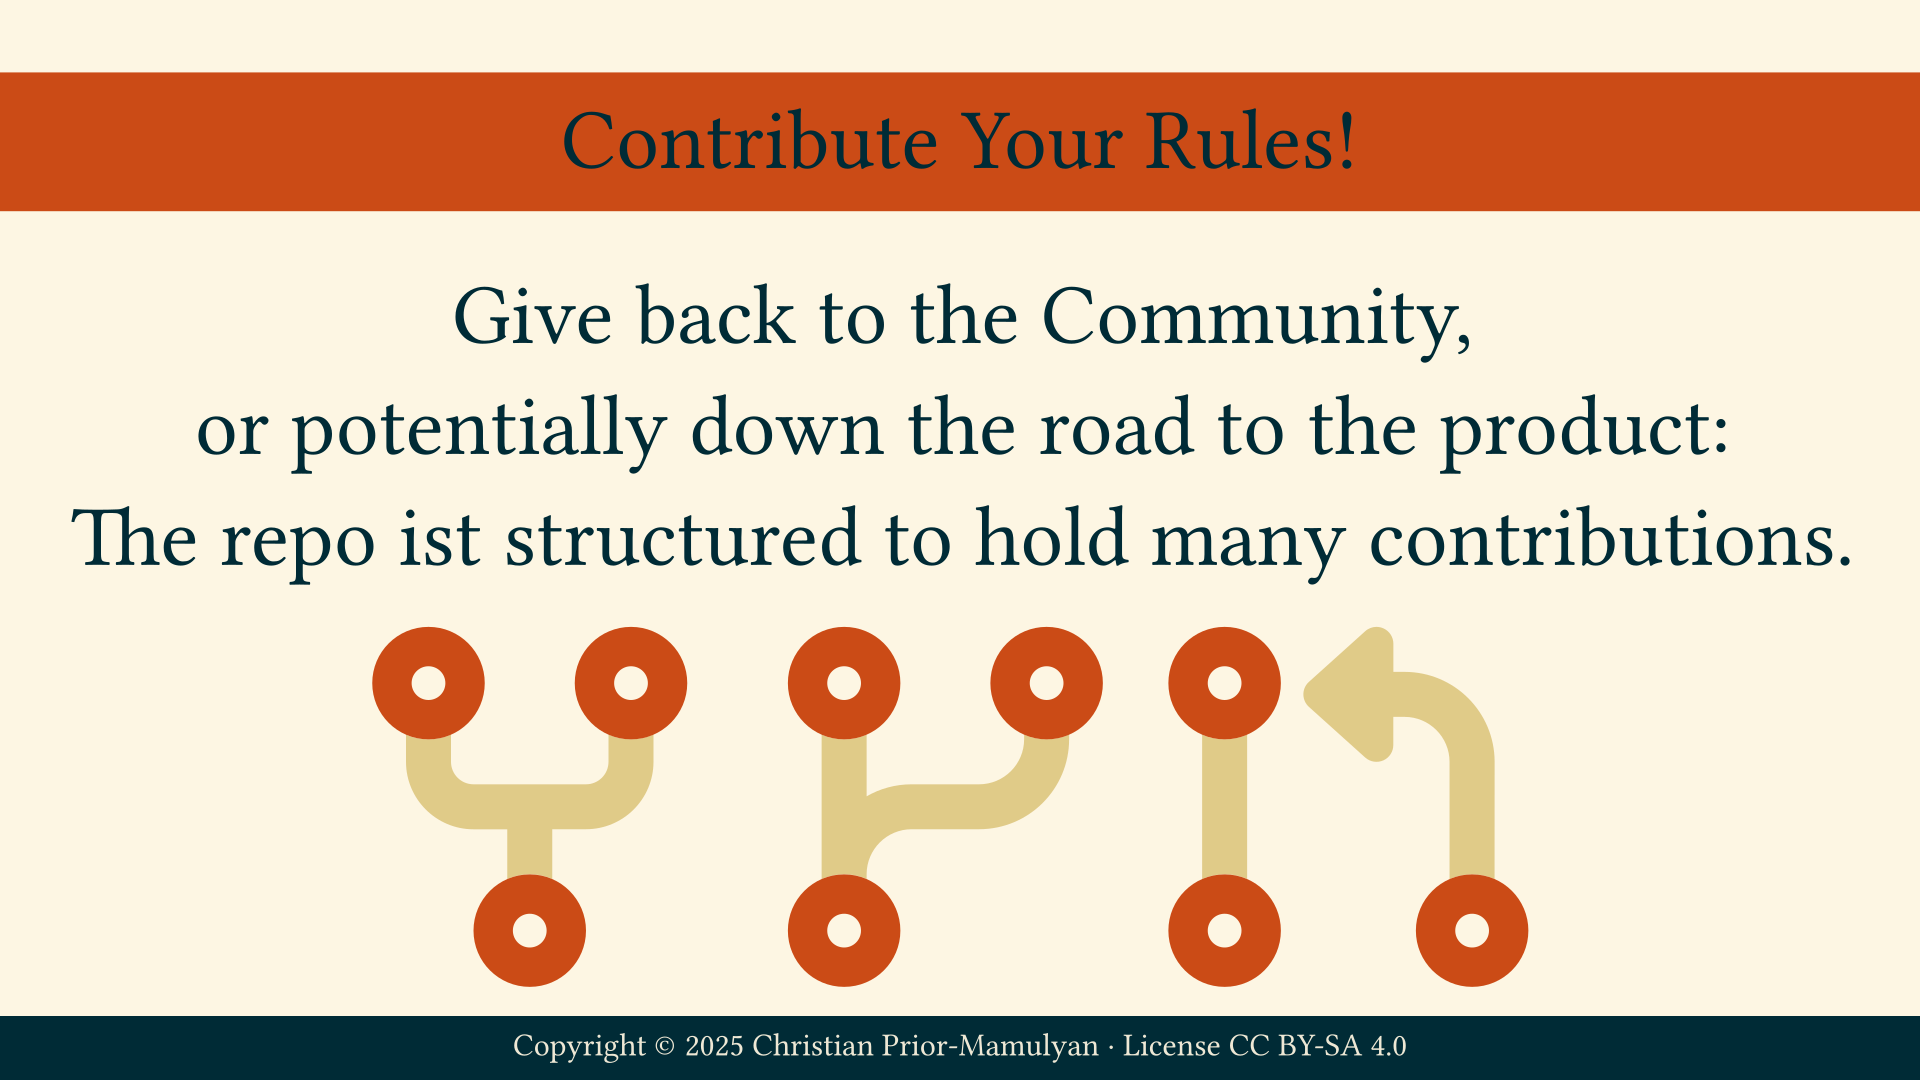 Contribute Your Rules!
Give back to the Community,
or potentially down the road to the product:
The repo ist structured to hold many contributions.
Copyright © 2025 Christian Prior-Mamulyan · License CC BY-SA 4.0